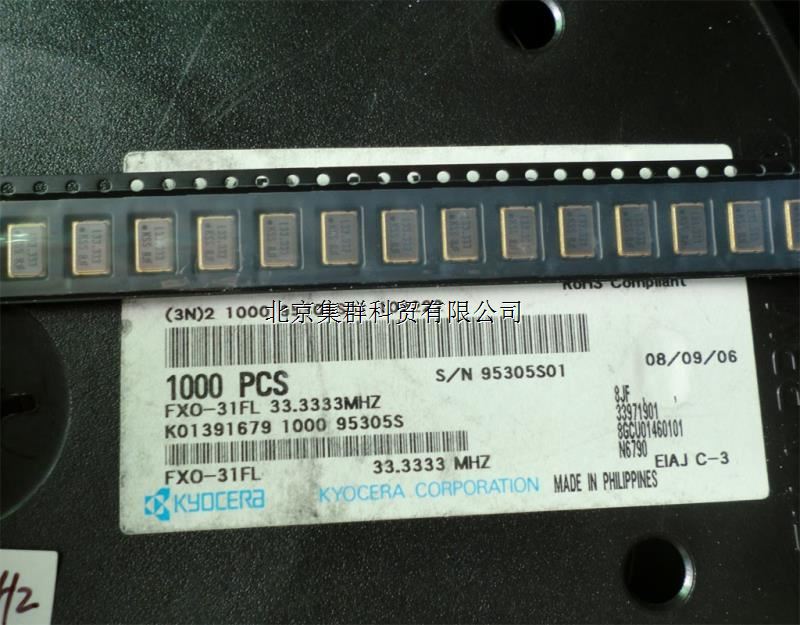 RoHS Compliant
(3N)2 1000
北京集群科贸有限公司
S/N 95305S01
08/09/06
1000 PCS
FXO-31FL 33.3333MHZ
K01391679 1000 95305S
8JF
33971901
8GCU01460101
N6790
EIAJ C-3
FXO-31FL
33.3333 MHZ
KYOCERA
KYOCERA CORPORATION
MADE IN PHILIPPINES
Hz